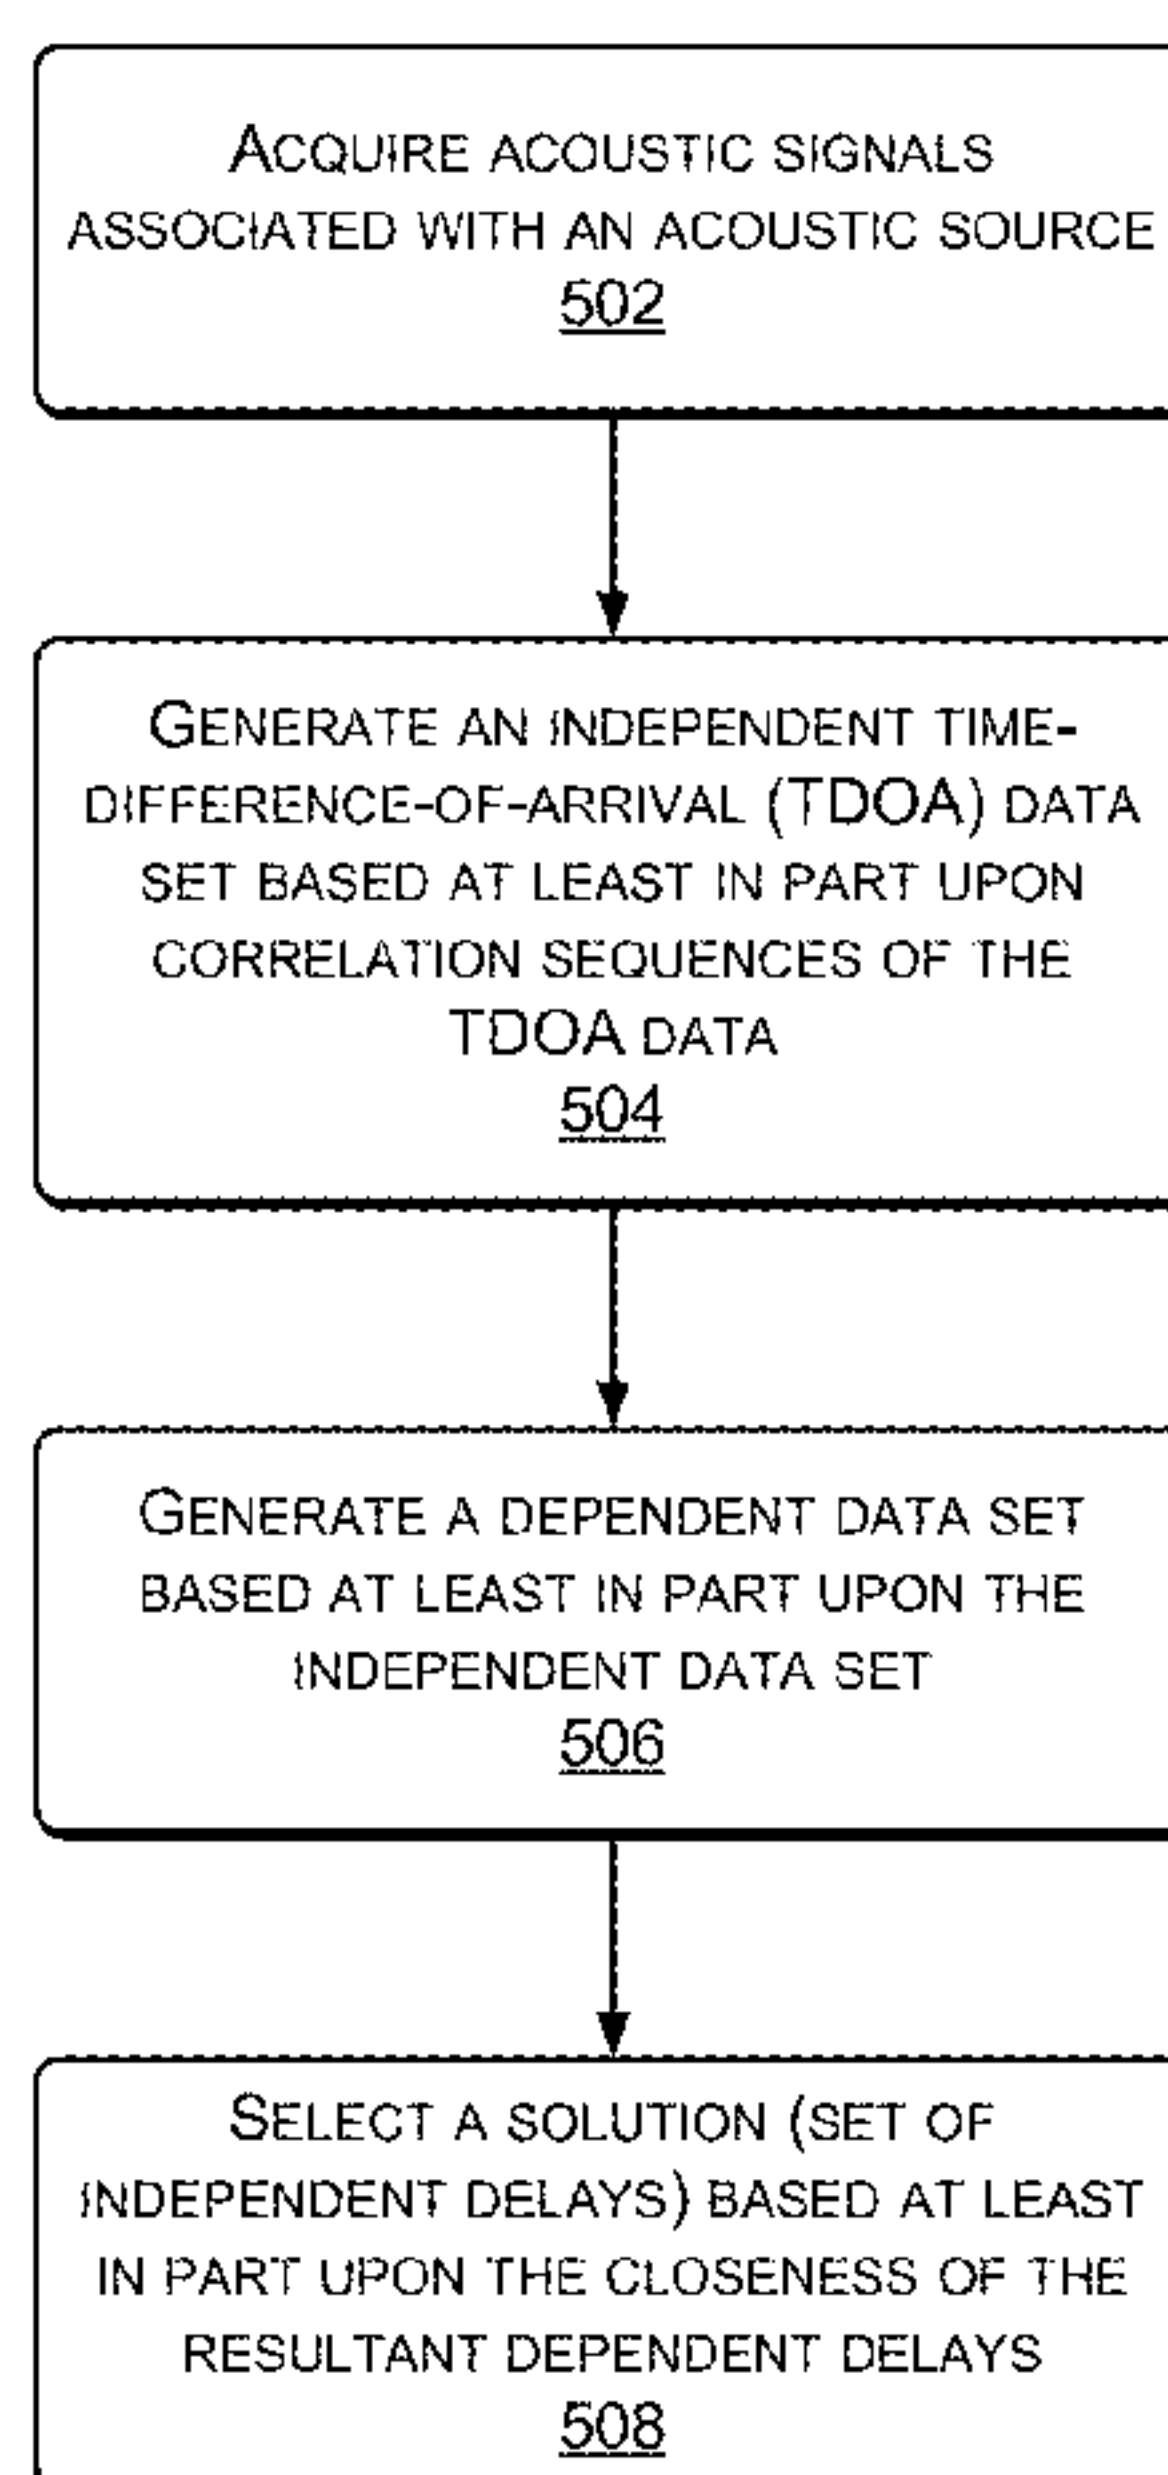 ACQUIRE ACOUSTIC SIGNALS
ASSOCIATED WITH AN ACOUSTIC SOURCE
502
GENERATE AN INDEPENDENT TIME-
DIFFERENCE-OF-ARRIVAL (TDOA) DATA
SET BASED AT LEAST IN PART UPON
CORRELATION SEQUENCES OF THE
TDOA DATA
504
GENERATE A DEPENDENT DATA SET
BASED AT LEAST IN PART UPON THE
INDEPENDENT DATA SET
506
SELECT A SOLUTION (SET OF
INDEPENDENT DELAYS) BASED AT LEAST
IN PART UPON THE CLOSENESS OF THE
RESULTANT DEPENDENT DELAYS
508